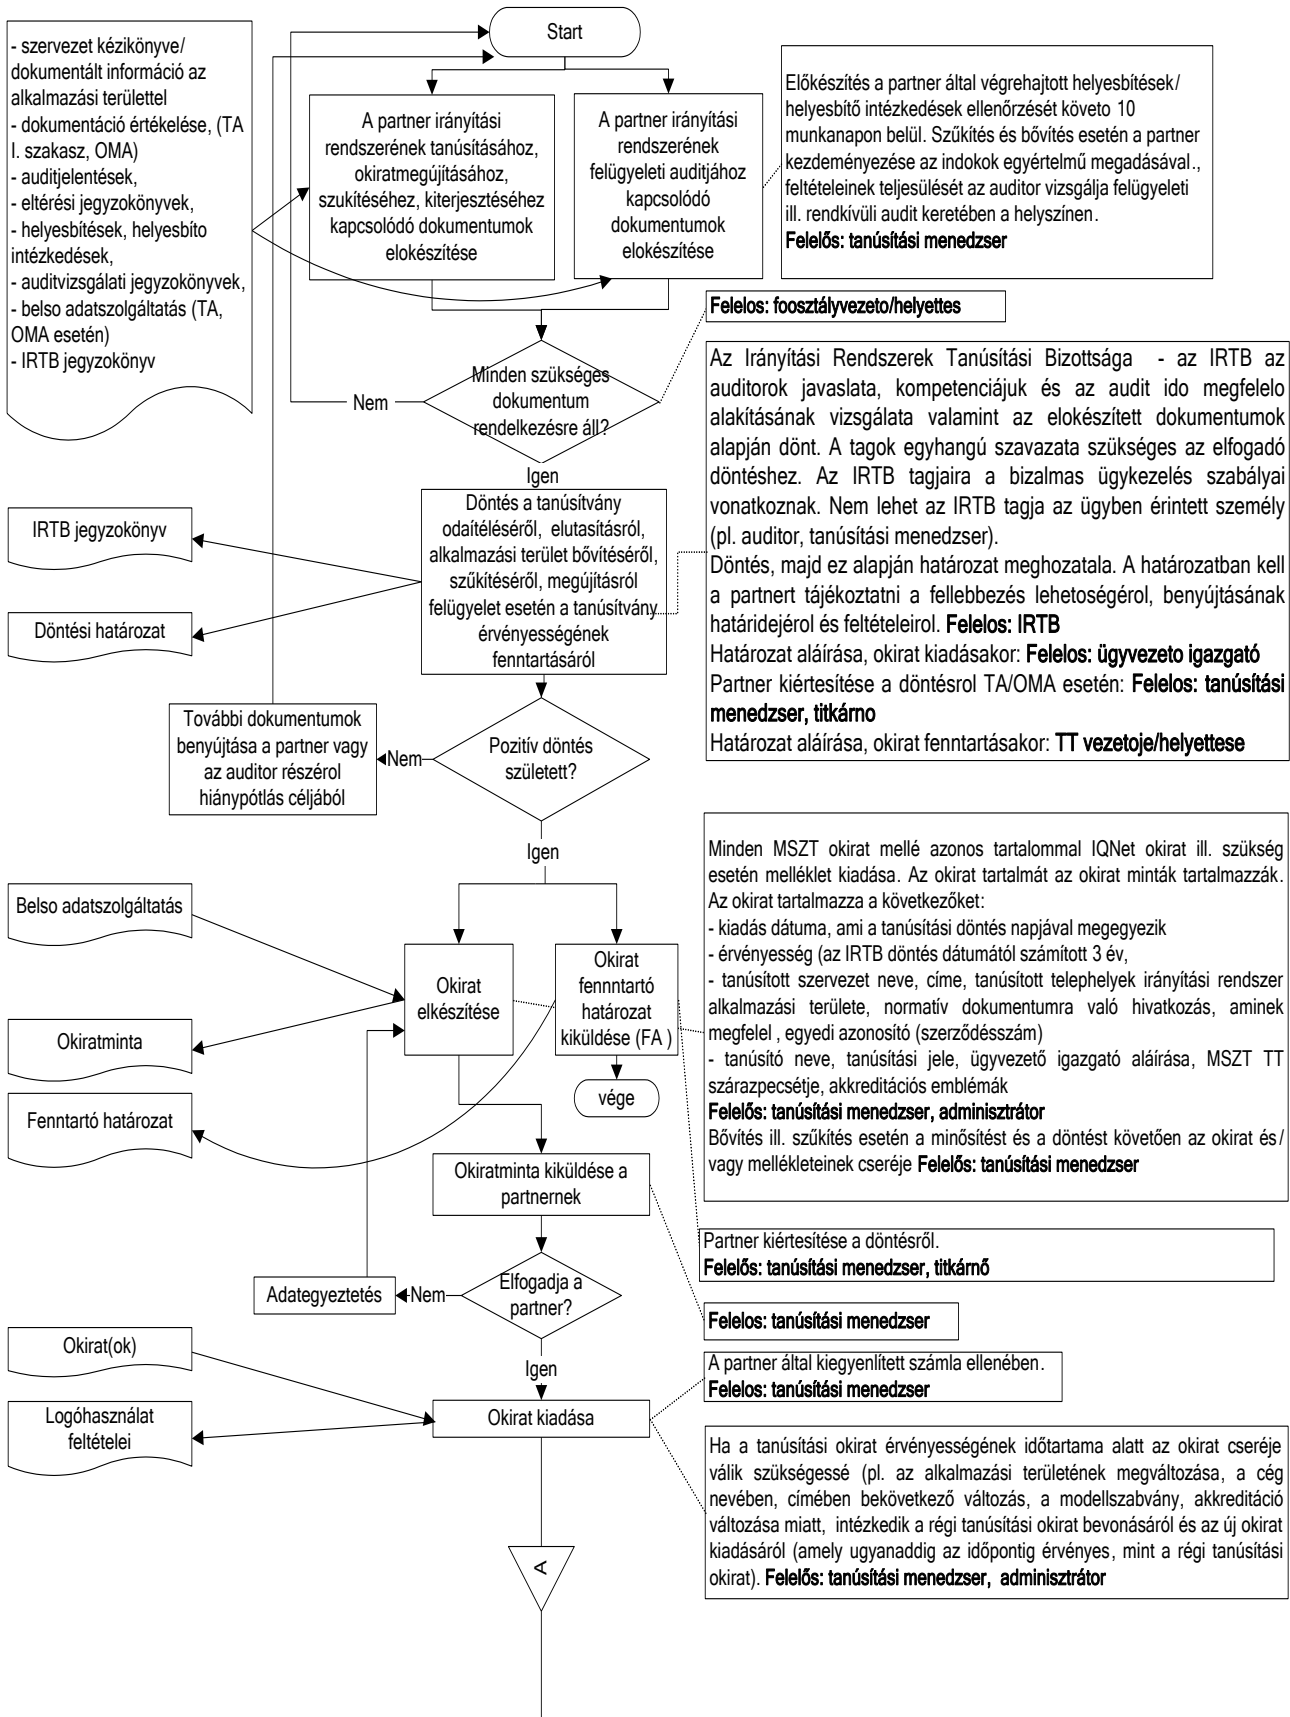 Start
- szervezet kézikönyve/
dokumentált információ az
alkalmazási területtel
- dokumentáció értékelése, (TA
I. szakasz, OMA)
- auditjelentések,
- eltérési jegyzokönyvek,
- helyesbítések, helyesbíto
intézkedések,
- auditvizsgálati jegyzokönyvek,
- belso adatszolgáltatás (TA,
OMA esetén)
- IRTB jegyzokönyv
A partner irányítási
rendszerének tanúsításához,
okiratmegújításához,
szukítéséhez, kiterjesztéséhez
kapcsolódó dokumentumok
elokészítése
A partner irányítási
rendszerének
felügyeleti auditjához
kapcsolódó
dokumentumok
elokészítése
Előkészítés a partner által végrehajtott helyesbítések/
helyesbítő intézkedések ellenőrzését követo 10
munkanapon belül. Szűkítés és bővítés esetén a partner
kezdeményezése az indokok egyértelmű megadásával.,
feltételeinek teljesülését az auditor vizsgálja felügyeleti
ill. rendkívüli audit keretében a helyszínen.
Felelős: tanúsítási menedzser
Felelos: foosztályvezeto/helyettes
Minden szükséges
dokumentum
rendelkezésre áll?
Nem
Igen
Az Irányítási Rendszerek Tanúsítási Bizottsága - az IRTB az
auditorok javaslata, kompetenciájuk és az audit ido megfelelo
alakításának vizsgálata valamint az elokészített dokumentumok
alapján dönt. A tagok egyhangú szavazata szükséges az elfogadó
döntéshez. Az IRTB tagjaira a bizalmas ügykezelés szabályai
vonatkoznak. Nem lehet az IRTB tagja az ügyben érintett személy
(pl. auditor, tanúsítási menedzser).
Döntés, majd ez alapján határozat meghozatala. A határozatban kell
a partnert tájékoztatni a fellebbezés lehetoségérol, benyújtásának
határidejérol és feltételeirol. Felelos: IRTB
Határozat aláírása, okirat kiadásakor: Felelos: ügyvezeto igazgató
Partner kiértesítése a döntésrol TA/OMA esetén: Felelos: tanúsítási
menedzser, titkárno
Határozat aláírása, okirat fenntartásakor: TT vezetoje/helyettese
Döntés a tanúsítvány
odaítéléséről, elutasításról,
alkalmazási terület bővítéséről,
szűkítéséről, megújításról
felügyelet esetén a tanúsítvány
érvényességének
fenntartásáról
IRTB jegyzokönyv
Döntési határozat
További dokumentumok
benyújtása a partner vagy
az auditor részérol
hiánypótlás céljából
Nem
Pozitív döntés
született?
Igen
Minden MSZT okirat mellé azonos tartalommal IQNet okirat ill. szükség
esetén melléklet kiadása. Az okirat tartalmát az okirat minták tartalmazzák.
Az okirat tartalmazza a következőket:
- kiadás dátuma, ami a tanúsítási döntés napjával megegyezik
- érvényesség (az IRTB döntés dátumától számított 3 év,
- tanúsított szervezet neve, címe, tanúsított telephelyek irányítási rendszer
alkalmazási területe, normatív dokumentumra való hivatkozás, aminek
megfelel , egyedi azonosító (szerződésszám)
- tanúsító neve, tanúsítási jele, ügyvezető igazgató aláírása, MSZT TT
szárazpecsétje, akkreditációs emblémák
Felelős: tanúsítási menedzser, adminisztrátor
Bővítés ill. szűkítés esetén a minősítést és a döntést követően az okirat és/
vagy mellékleteinek cseréje Felelős: tanúsítási menedzser
Belso adatszolgáltatás
Okiratminta
Fenntartó határozat
Okirat
elkészítése
Okirat
fennntartó
határozat
kiküldése (FA )
vége
Okiratminta kiküldése a
partnernek
Partner kiértesítése a döntésről.
Felelős: tanúsítási menedzser, titkárnő
Adategyeztetés
Nem
Elfogadja a
partner?
Felelos: tanúsítási menedzser
Igen
Okirat(ok)
Logóhasználat
feltételei
Okirat kiadása
A partner által kiegyenlített számla ellenében.
Felelos: tanúsítási menedzser
Ha a tanúsítási okirat érvényességének időtartama alatt az okirat cseréje
válik szükségessé (pl. az alkalmazási területének megváltozása, a cég
nevében, címében bekövetkező változás, a modellszabvány, akkreditáció
változása miatt, intézkedik a régi tanúsítási okirat bevonásáról és az új okirat
kiadásáról (amely ugyanaddig az időpontig érvényes, mint a régi tanúsítási
okirat). Felelős: tanúsítási menedzser, adminisztrátor
A